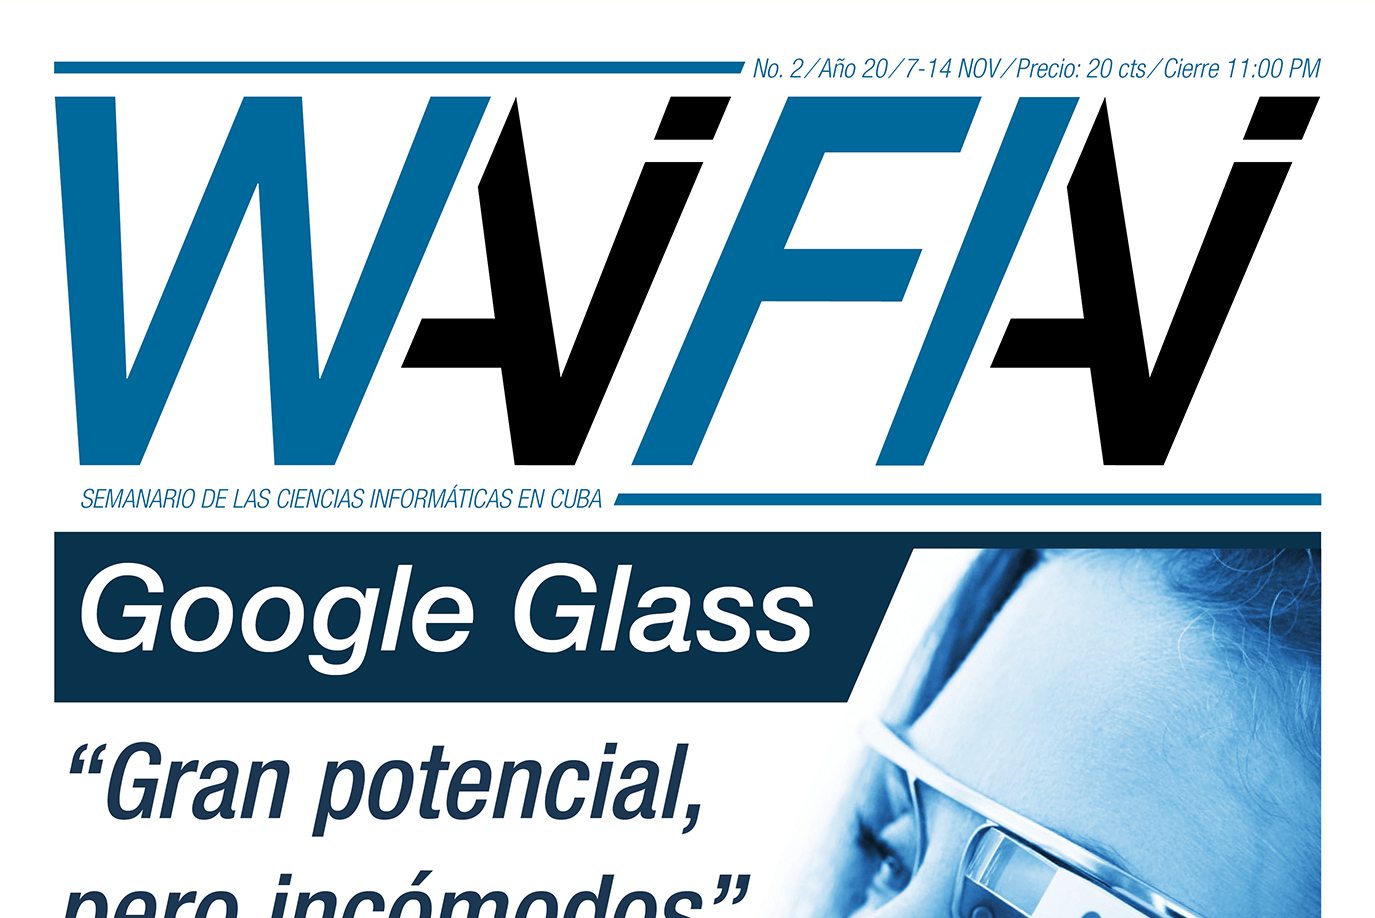 No. 2/Año 20/7-14 NOV/Precio: 20 cts/Cierre 11:00 PM
WAiFIAi
SEMANARIO DE LAS CIENCIAS INFORMÁTICAS EN CUBA
Google Glass
“Gran potencial,
pero incómodos”